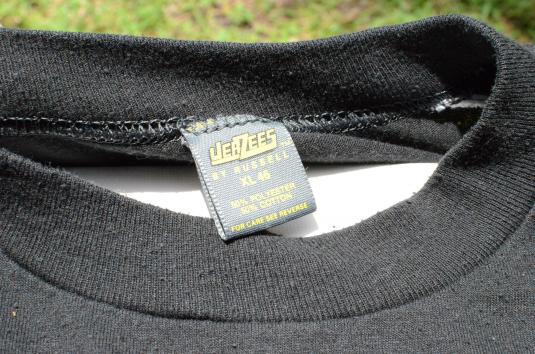 JERZEES
BY RUSSELL
XL 46
50% POLYESTER
50% COTTON
FOR CARE SEE REVERSE